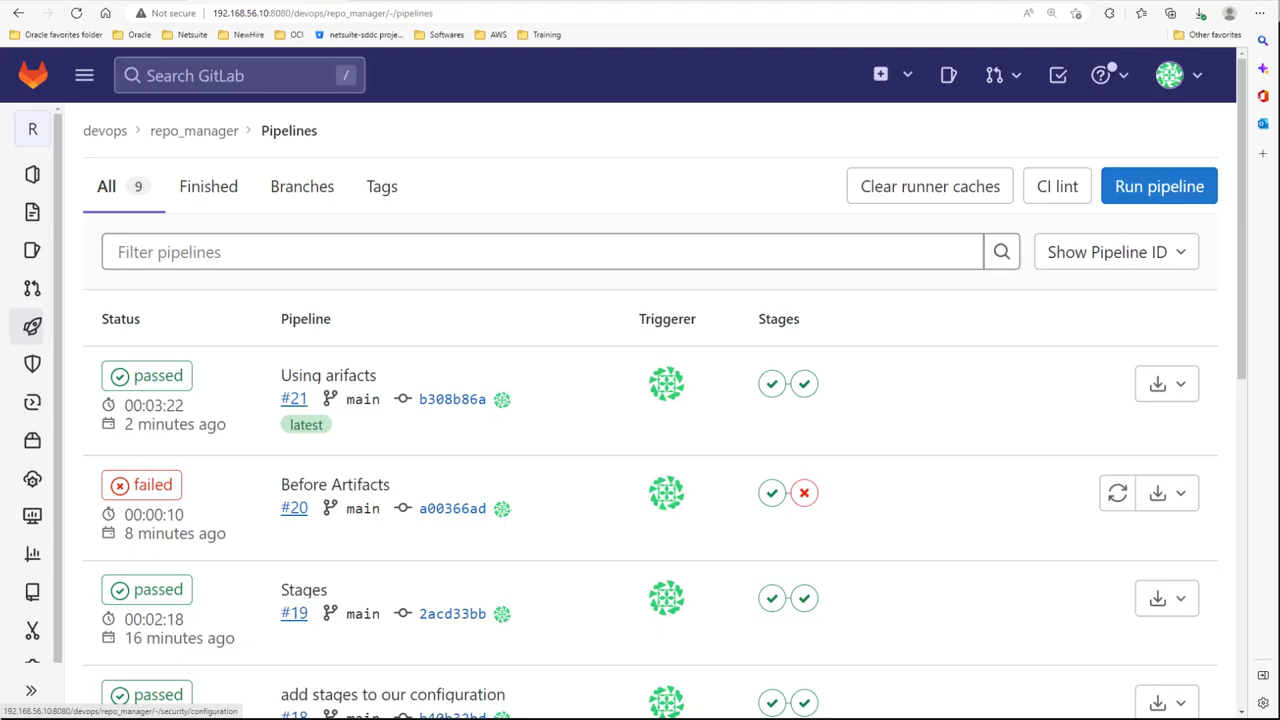 Not secure | 192.168.56.10:8080/devops/repo_manager/-/pipelines
Oracle favorites folder Oracle Netsuite NewHire OCI netsuite-sddc proje... Softwares AWS Training Other favorites
Search GitLab /
R
devops > repo_manager > Pipelines
All 9 Finished Branches Tags Clear runner caches CI lint Run pipeline
Filter pipelines Show Pipeline ID
Status Pipeline Triggerer Stages
passed Using arifacts
00:03:22 #21 main b308b86a
2 minutes ago latest
failed Before Artifacts
00:00:10 #20 main a00366ad
8 minutes ago
passed Stages
00:02:18 #19 main 2acd33bb
16 minutes ago
passed add stages to our configuration
#18 main b40b32bd
192.168.56.10:8080/devops/repo_manager/-/security/configuration